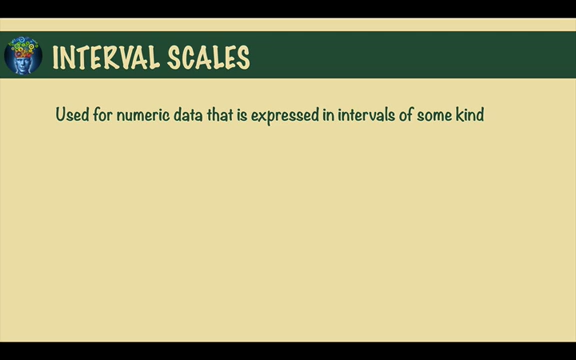 INTERVAL SCALES
Used for numeric data that is expressed in intervals of some kind